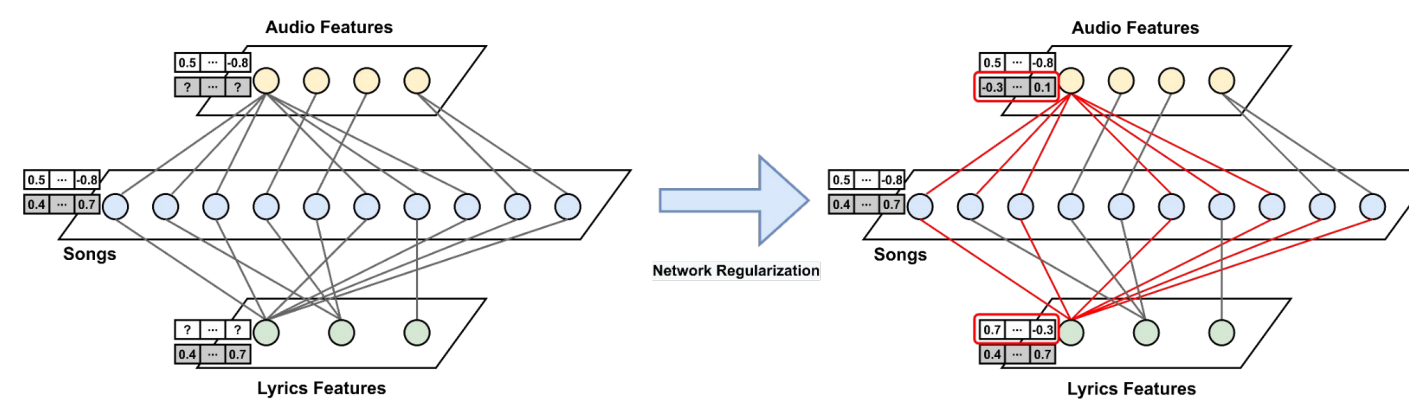 Audio Features
0.5 ... -0.8
? ... ?
0.5 ... -0.8
0.4 ... 0.7
Songs
? ... ?
0.4 ... 0.7
Lyrics Features
Network Regularization
Audio Features
0.5 ... -0.8
-0.3 ... 0.1
0.5 ... -0.8
0.4 ... 0.7
Songs
0.7 ... -0.3
0.4 ... 0.7
Lyrics Features